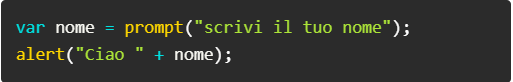 var nome = prompt("scrivi il tuo nome");
alert("Ciao " + nome);